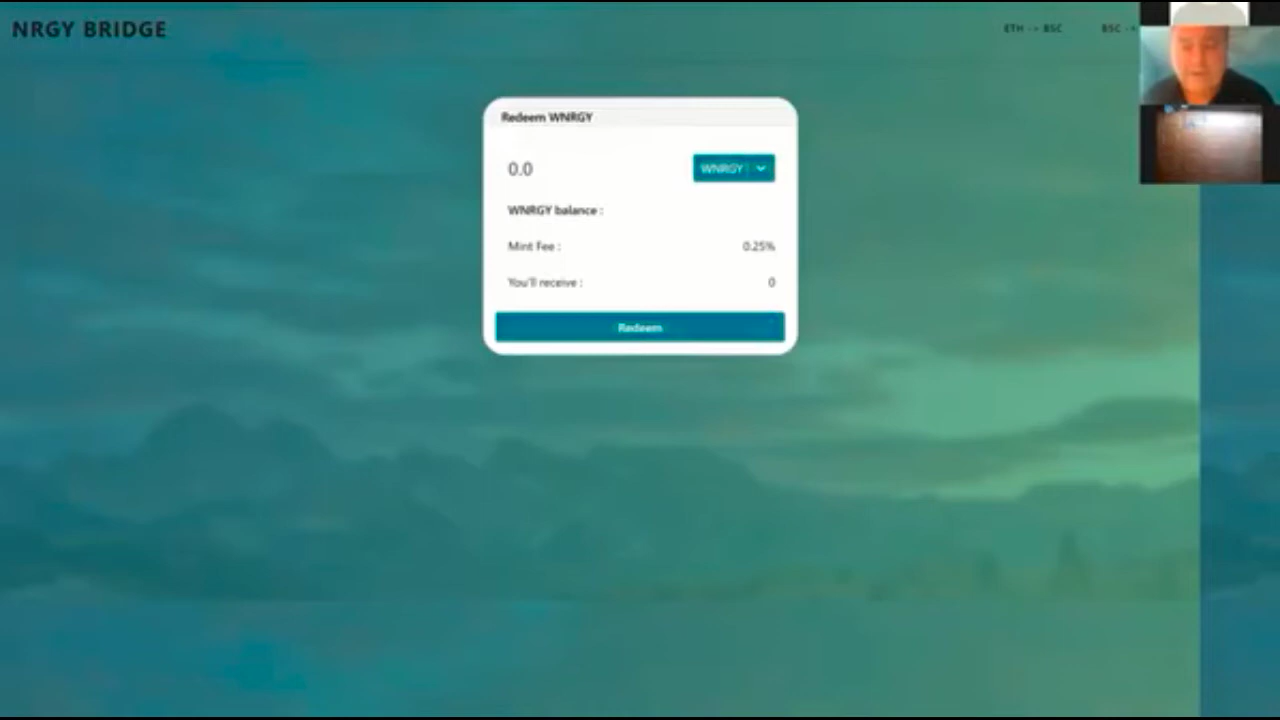 NRGY BRIDGE
ETH -> BSC
BSC ->
Redeem WNRGY
0.0
WNRGY
WNRGY balance :
Mint Fee :
0.25%
You'll receive :
0
Redeem